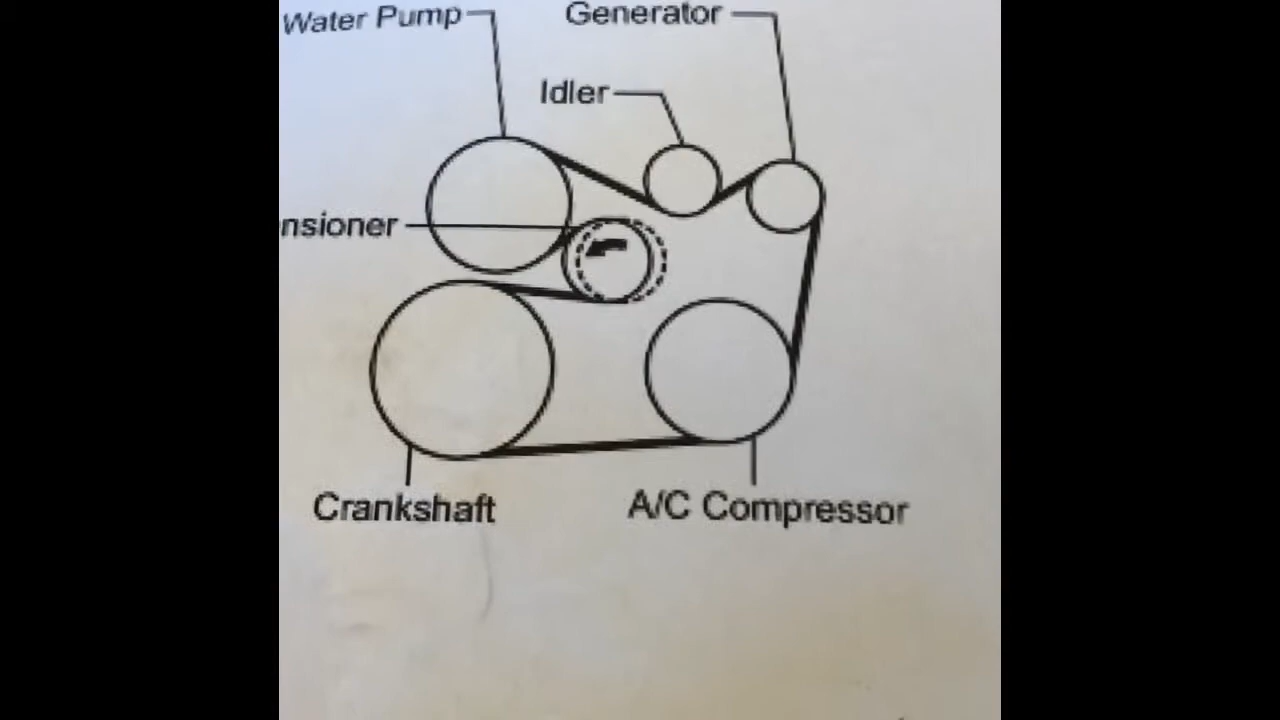 Water Pump
Generator
Idler
nsioner
Crankshaft
A/C Compressor